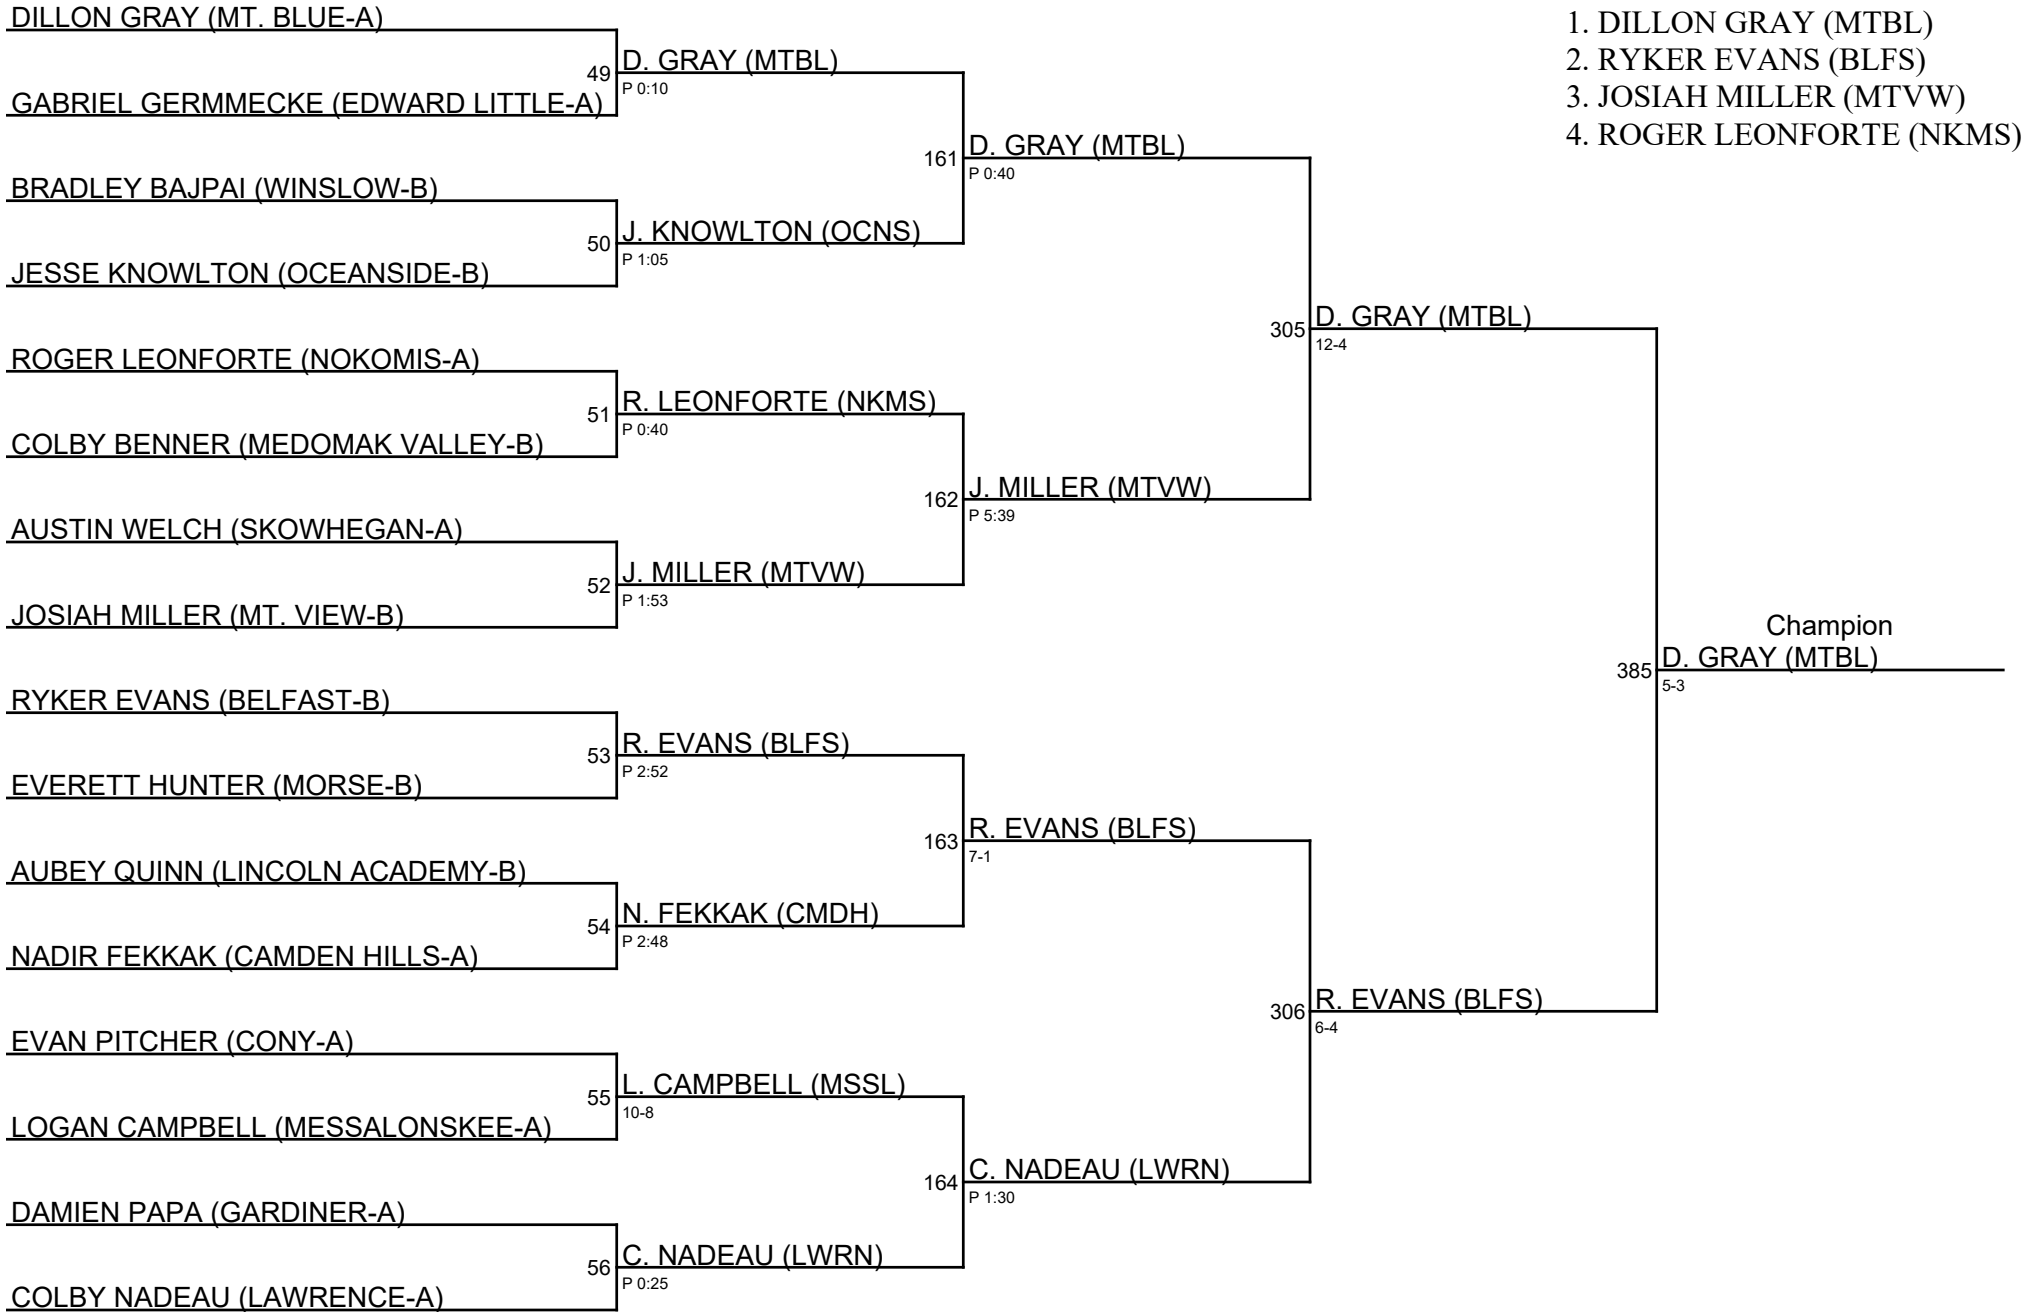 DILLON GRAY (MT. BLUE-A)
1. DILLON GRAY (MTBL)
2. RYKER EVANS (BLFS)
3. JOSIAH MILLER (MTVW)
4. ROGER LEONFORTE (NKMS)
49 D. GRAY (MTBL)
P 0:10
GABRIEL GERMMECKE (EDWARD LITTLE-A)
161 D. GRAY (MTBL)
P 0:40
BRADLEY BAJPAI (WINSLOW-B)
50 J. KNOWLTON (OCNS)
P 1:05
JESSE KNOWLTON (OCEANSIDE-B)
305 D. GRAY (MTBL)
12-4
ROGER LEONFORTE (NOKOMIS-A)
51 R. LEONFORTE (NKMS)
P 0:40
COLBY BENNER (MEDOMAK VALLEY-B)
162 J. MILLER (MTVW)
P 5:39
AUSTIN WELCH (SKOWHEGAN-A)
52 J. MILLER (MTVW)
P 1:53
JOSIAH MILLER (MT. VIEW-B)
Champion
385 D. GRAY (MTBL)
5-3
RYKER EVANS (BELFAST-B)
53 R. EVANS (BLFS)
P 2:52
EVERETT HUNTER (MORSE-B)
163 R. EVANS (BLFS)
7-1
AUBEY QUINN (LINCOLN ACADEMY-B)
54 N. FEKKAK (CMDH)
P 2:48
NADIR FEKKAK (CAMDEN HILLS-A)
306 R. EVANS (BLFS)
6-4
EVAN PITCHER (CONY-A)
55 L. CAMPBELL (MSSL)
10-8
LOGAN CAMPBELL (MESSALONSKEE-A)
164 C. NADEAU (LWRN)
P 1:30
DAMIEN PAPA (GARDINER-A)
56 C. NADEAU (LWRN)
P 0:25
COLBY NADEAU (LAWRENCE-A)